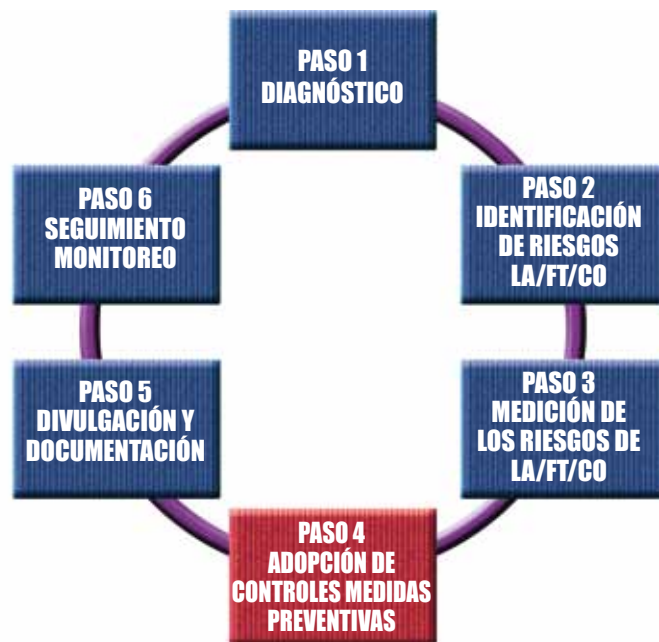 PASO 1
DIAGNÓSTICO
PASO 2
IDENTIFICACIÓN
DE RIESGOS
LA/FT/CO
PASO 3
MEDICIÓN DE
LOS RIESGOS DE
LA/FT/CO
PASO 4
ADOPCIÓN DE
CONTROLES MEDIDAS
PREVENTIVAS
PASO 5
DIVULGACIÓN Y
DOCUMENTACIÓN
PASO 6
SEGUIMIENTO
MONITOREO